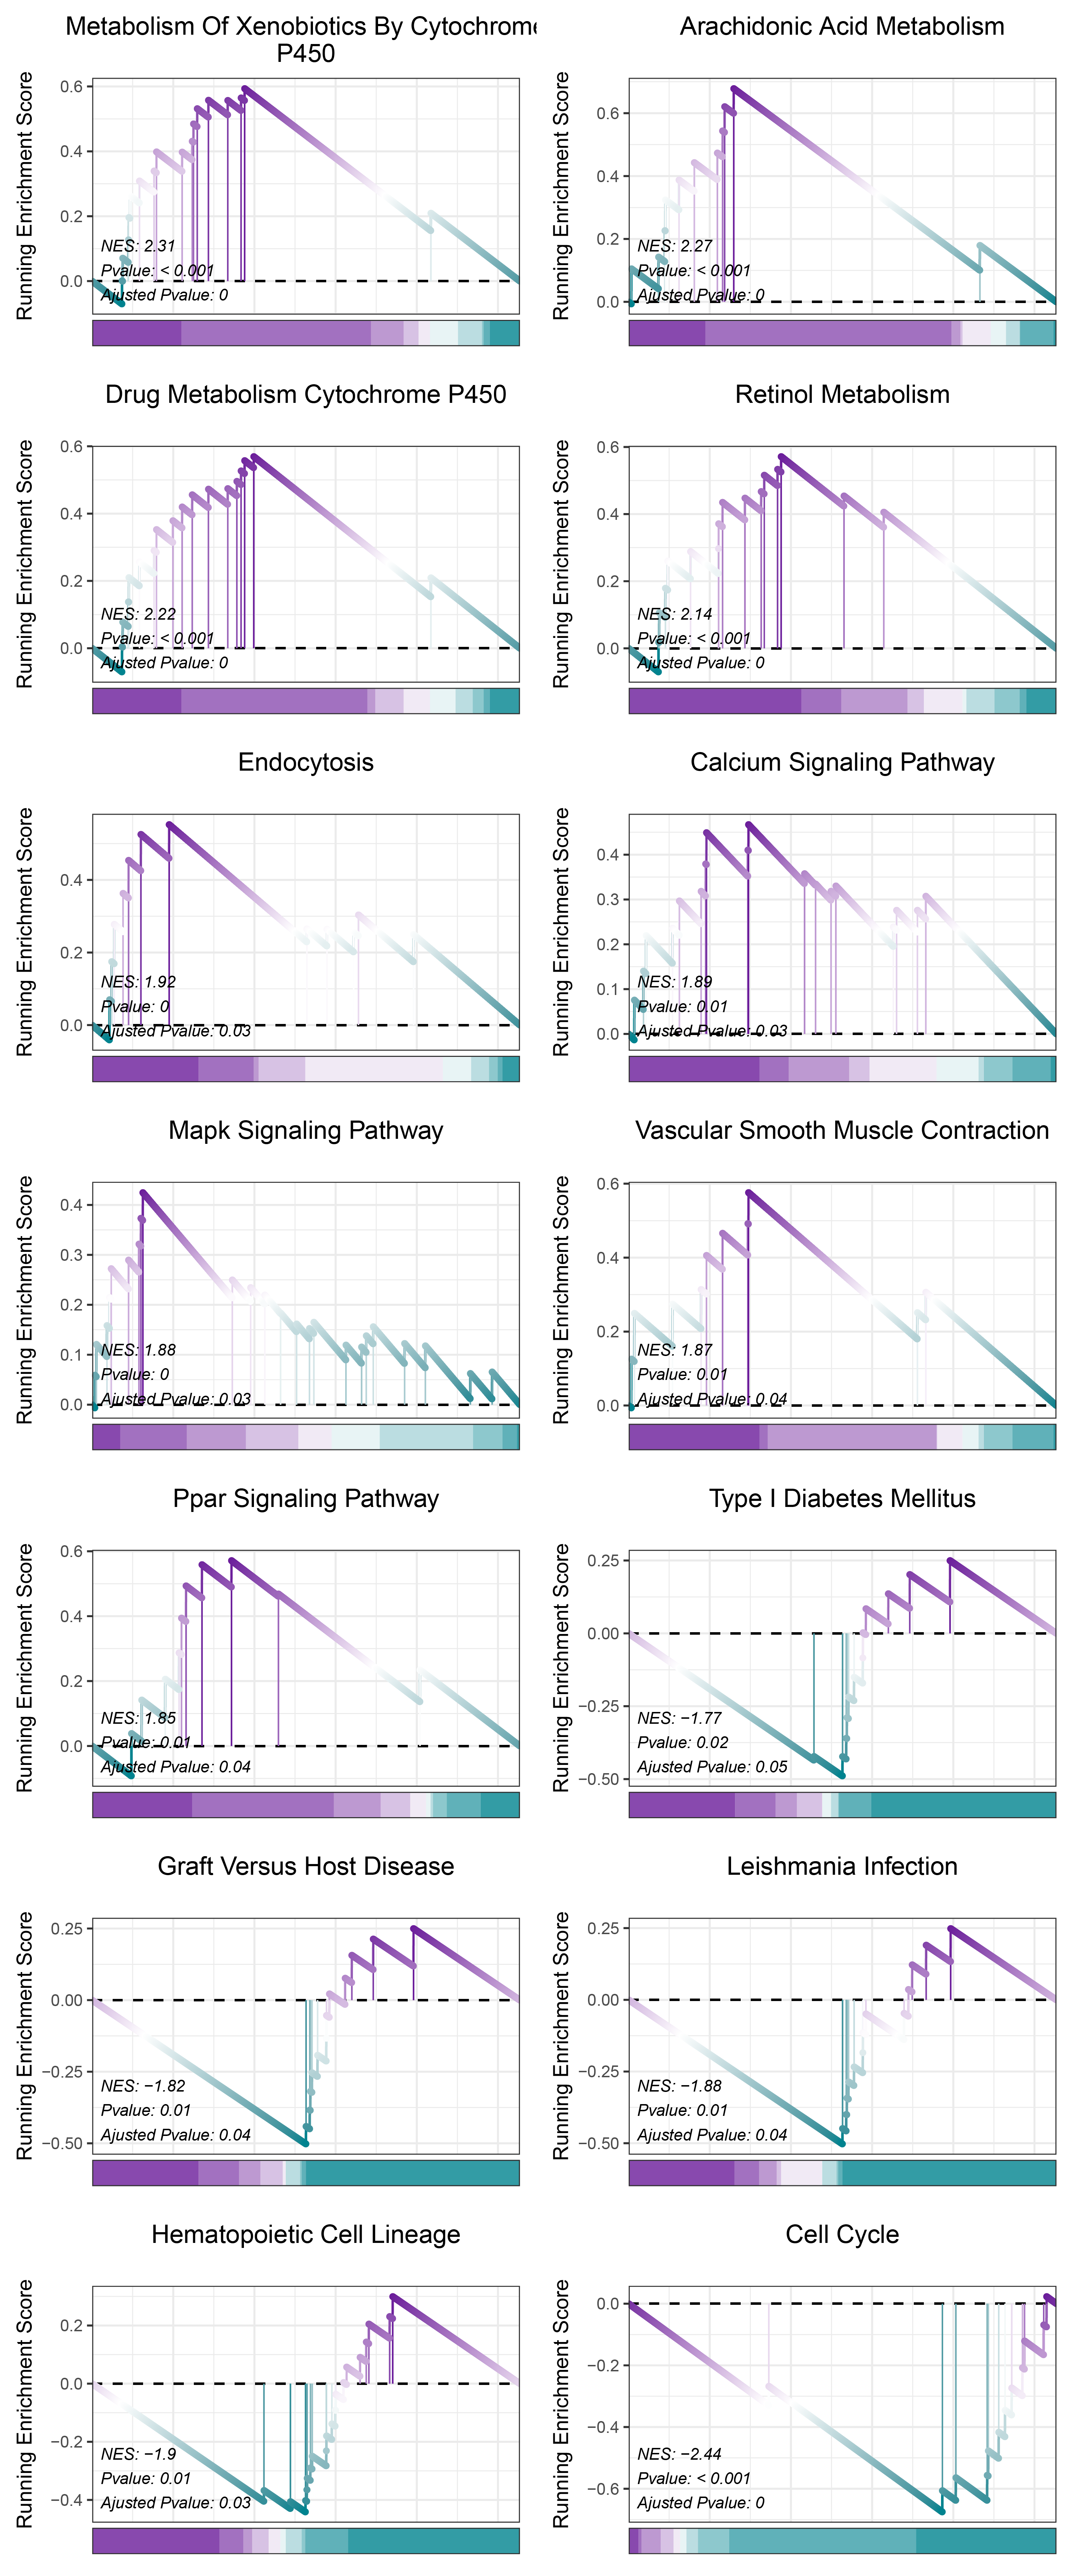 Metabolism Of Xenobiotics By Cytochrome
P450
Running Enrichment Score
0.6
0.4
0.2
0.0
NES: 2.31
Pvalue: < 0.001
Ajusted Pvalue: 0
Arachidonic Acid Metabolism
Running Enrichment Score
0.6
0.4
0.2
0.0
NES: 2.27
Pvalue: < 0.001
Ajusted Pvalue: 0
Drug Metabolism Cytochrome P450
Running Enrichment Score
0.6
0.4
0.2
0.0
NES: 2.22
Pvalue: < 0.001
Ajusted Pvalue: 0
Retinol Metabolism
Running Enrichment Score
0.6
0.4
0.2
0.0
NES: 2.14
Pvalue: < 0.001
Ajusted Pvalue: 0
Endocytosis
Running Enrichment Score
0.4
0.2
0.0
NES: 1.92
Pvalue: 0
Ajusted Pvalue: 0.03
Calcium Signaling Pathway
Running Enrichment Score
0.4
0.3
0.2
0.1
0.0
NES: 1.89
Pvalue: 0.01
Ajusted Pvalue: 0.03
Mapk Signaling Pathway
Running Enrichment Score
0.4
0.3
0.2
0.1
0.0
NES: 1.88
Pvalue: 0
Ajusted Pvalue: 0.03
Vascular Smooth Muscle Contraction
Running Enrichment Score
0.6
0.4
0.2
0.0
NES: 1.87
Pvalue: 0.01
Ajusted Pvalue: 0.04
Ppar Signaling Pathway
Running Enrichment Score
0.6
0.4
0.2
0.0
NES: 1.85
Pvalue: 0.01
Ajusted Pvalue: 0.04
Type I Diabetes Mellitus
Running Enrichment Score
0.25
0.00
−0.25
−0.50
NES: −1.77
Pvalue: 0.02
Ajusted Pvalue: 0.05
Graft Versus Host Disease
Running Enrichment Score
0.25
0.00
−0.25
−0.50
NES: −1.82
Pvalue: 0.01
Ajusted Pvalue: 0.04
Leishmania Infection
Running Enrichment Score
0.25
0.00
−0.25
−0.50
NES: −1.88
Pvalue: 0.01
Ajusted Pvalue: 0.04
Hematopoietic Cell Lineage
Running Enrichment Score
0.2
0.0
−0.2
−0.4
NES: −1.9
Pvalue: 0.01
Ajusted Pvalue: 0.03
Cell Cycle
Running Enrichment Score
0.0
−0.2
−0.4
−0.6
NES: −2.44
Pvalue: < 0.001
Ajusted Pvalue: 0